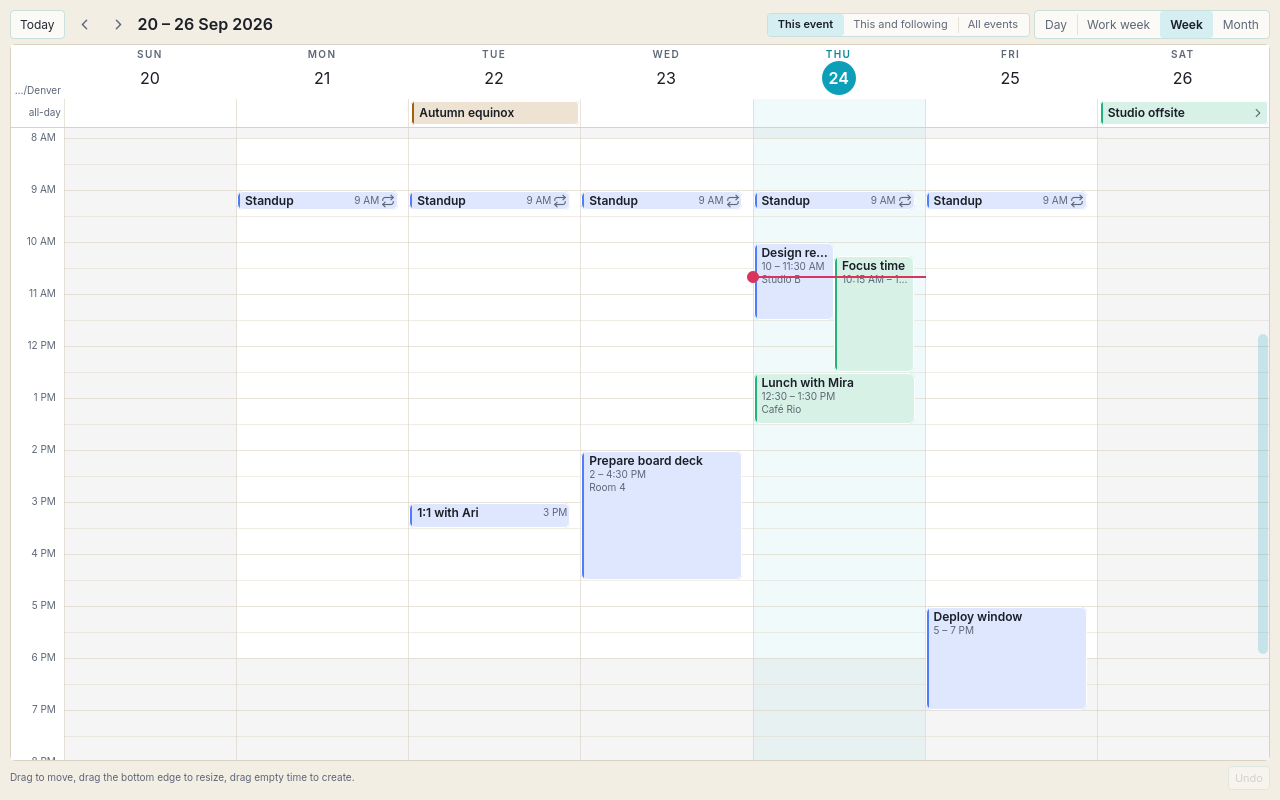 Today
20 – 26 Sep 2026
This event
This and following
All events
Day
Work week
Week
Month
SUN
MON
TUE
WED
THU
FRI
SAT
20
21
22
23
24
25
26
…/Denver
all-day
Autumn equinox
Studio offsite
8 AM
9 AM
Standup 9 AM
Standup 9 AM
Standup 9 AM
Standup 9 AM
Standup 9 AM
10 AM
Design re…
10 – 11:30 AM
Studio B
Focus time
10:15 AM – 1…
11 AM
12 PM
Lunch with Mira
12:30 – 1:30 PM
Café Rio
1 PM
2 PM
Prepare board deck
2 – 4:30 PM
Room 4
3 PM
1:1 with Ari 3 PM
4 PM
5 PM
Deploy window
5 – 7 PM
6 PM
7 PM
8 PM
Drag to move, drag the bottom edge to resize, drag empty time to create.
Undo